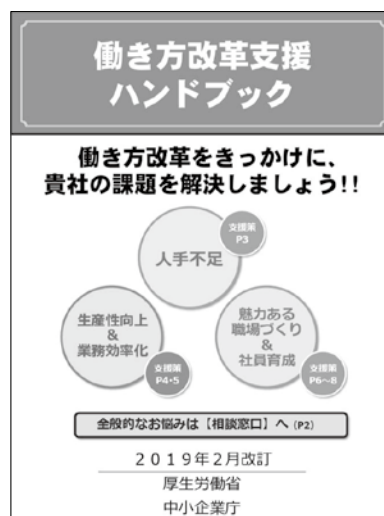 働き方改革支援
ハンドブック
働き方改革をきっかけに、
貴社の課題を解決しましょう!!
支援策
P3
人手不足
生産性向上
&
業務効率化
支援策
P4・5
魅力ある
職場づくり
&
社員育成
支援策
P6～8
全般的なお悩みは【相談窓口】へ (P2)
2019年2月改訂
厚生労働省
中小企業庁